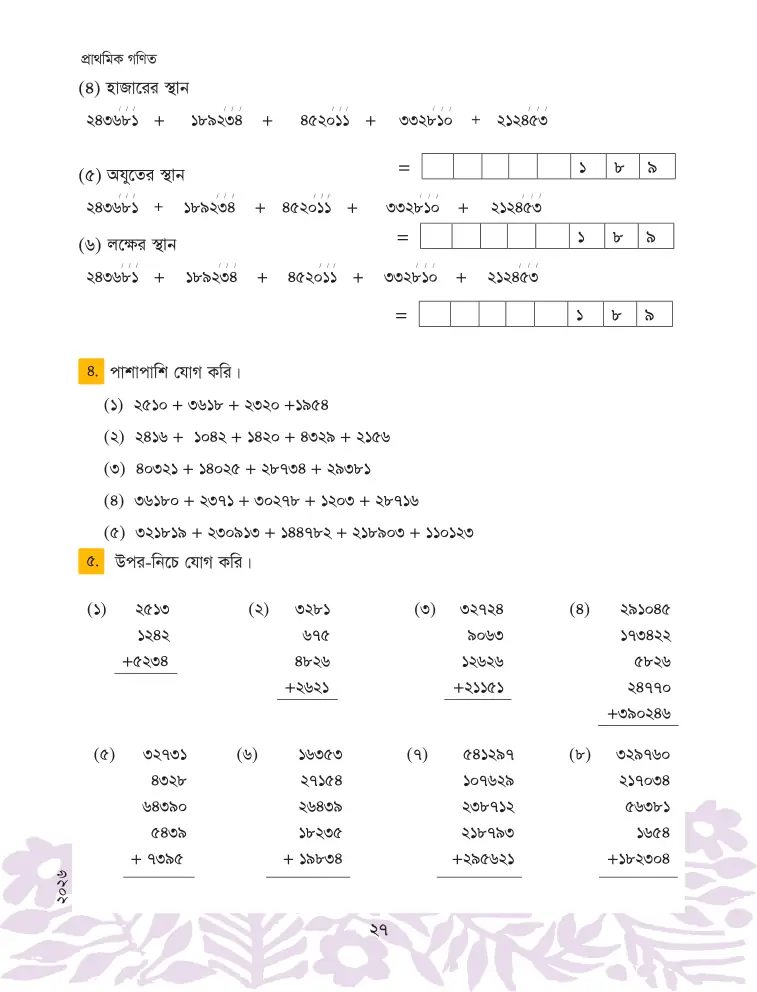 প্রাথমিক গণিত
(৪) হাজারের স্থান
২৪৩৬৮১ + ১৮৯২৩৪ + ৪৫২০১১ + ৩৩২৮১০ + ২১২৪৫৩
= ১ ৮ ৯
(৫) অযুতের স্থান
২৪৩৬৮১ + ১৮৯২৩৪ + ৪৫২০১১ + ৩৩২৮১০ + ২১২৪৫৩
= ১ ৮ ৯
(৬) লক্ষের স্থান
২৪৩৬৮১ + ১৮৯২৩৪ + ৪৫২০১১ + ৩৩২৮১০ + ২১২৪৫৩
= ১ ৮ ৯
৪. পাশাপাশি যোগ করি।
(১) ২৫১০ + ৩৬১৮ + ২৩২০ +১৯৫৪
(২) ২৪১৬ + ১০৪২ + ১৪২০ + ৪৩২৯ + ২১৫৬
(৩) ৪০৩২১ + ১৪০২৫ + ২৮৭৩৪ + ২৯৩৮১
(৪) ৩৬১৮০ + ২৩৭১ + ৩০২৭৮ + ১২০৩ + ২৮৭১৬
(৫) ৩২১৮১৯ + ২৩০৯১৩ + ১৪৪৭৮২ + ২১৮৯০৩ + ১১০১২৩
৫. উপর-নিচে যোগ করি।
(১) ২৫১৩ (২) ৩২৮১ (৩) ৩২৭২৪ (৪) ২৯১০৪৫
১২৪২ ৬৭৫ ৯০৬৩ ১৭৩৪২২
+৫২৩৪ ৪৮২৬ ১২৬২৬ ৫৮২৬
+২৬২১ +২১১৫১ ২৪৭৭০
+৩৯০২৪৬
(৫) ৩২৭৩১ (৬) ১৬৩৫৩ (৭) ৫৪১২৯৭ (৮) ৩২৯৭৬০
৪৩২৮ ২৭১৫৪ ১০৭৬২৯ ২১৭০৩৪
৬৪৩৯০ ২৬৪৩৯ ২৩৮৭১২ ৫৬৩৮১
৫৪৩৯ ১৮২৩৫ ২১৮৭৯৩ ১৬৫৪
+ ৭৩৯৫ + ১৯৮৩৪ +২৯৫৬২১ +১৮২৩০৪
২০২৬
২৭